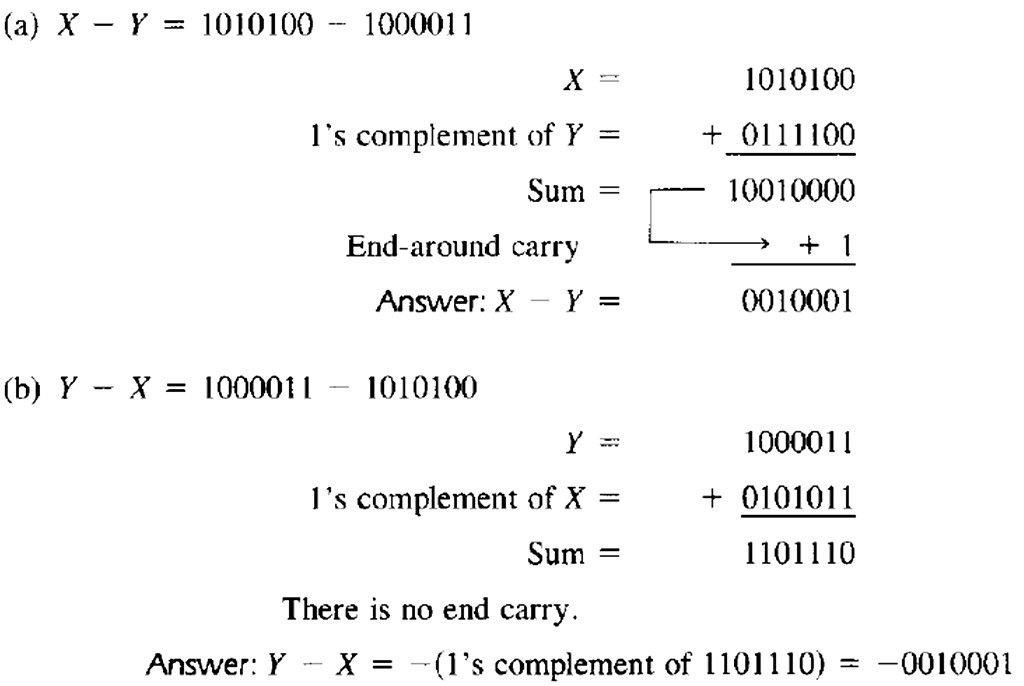 (a) X − Y = 1010100 − 1000011
X = 1010100
1's complement of Y = + 0111100
Sum = 10010000
End-around carry + 1
Answer: X − Y = 0010001
(b) Y − X = 1000011 − 1010100
Y = 1000011
1's complement of X = + 0101011
Sum = 1101110
There is no end carry.
Answer: Y − X = −(1's complement of 1101110) = −0010001